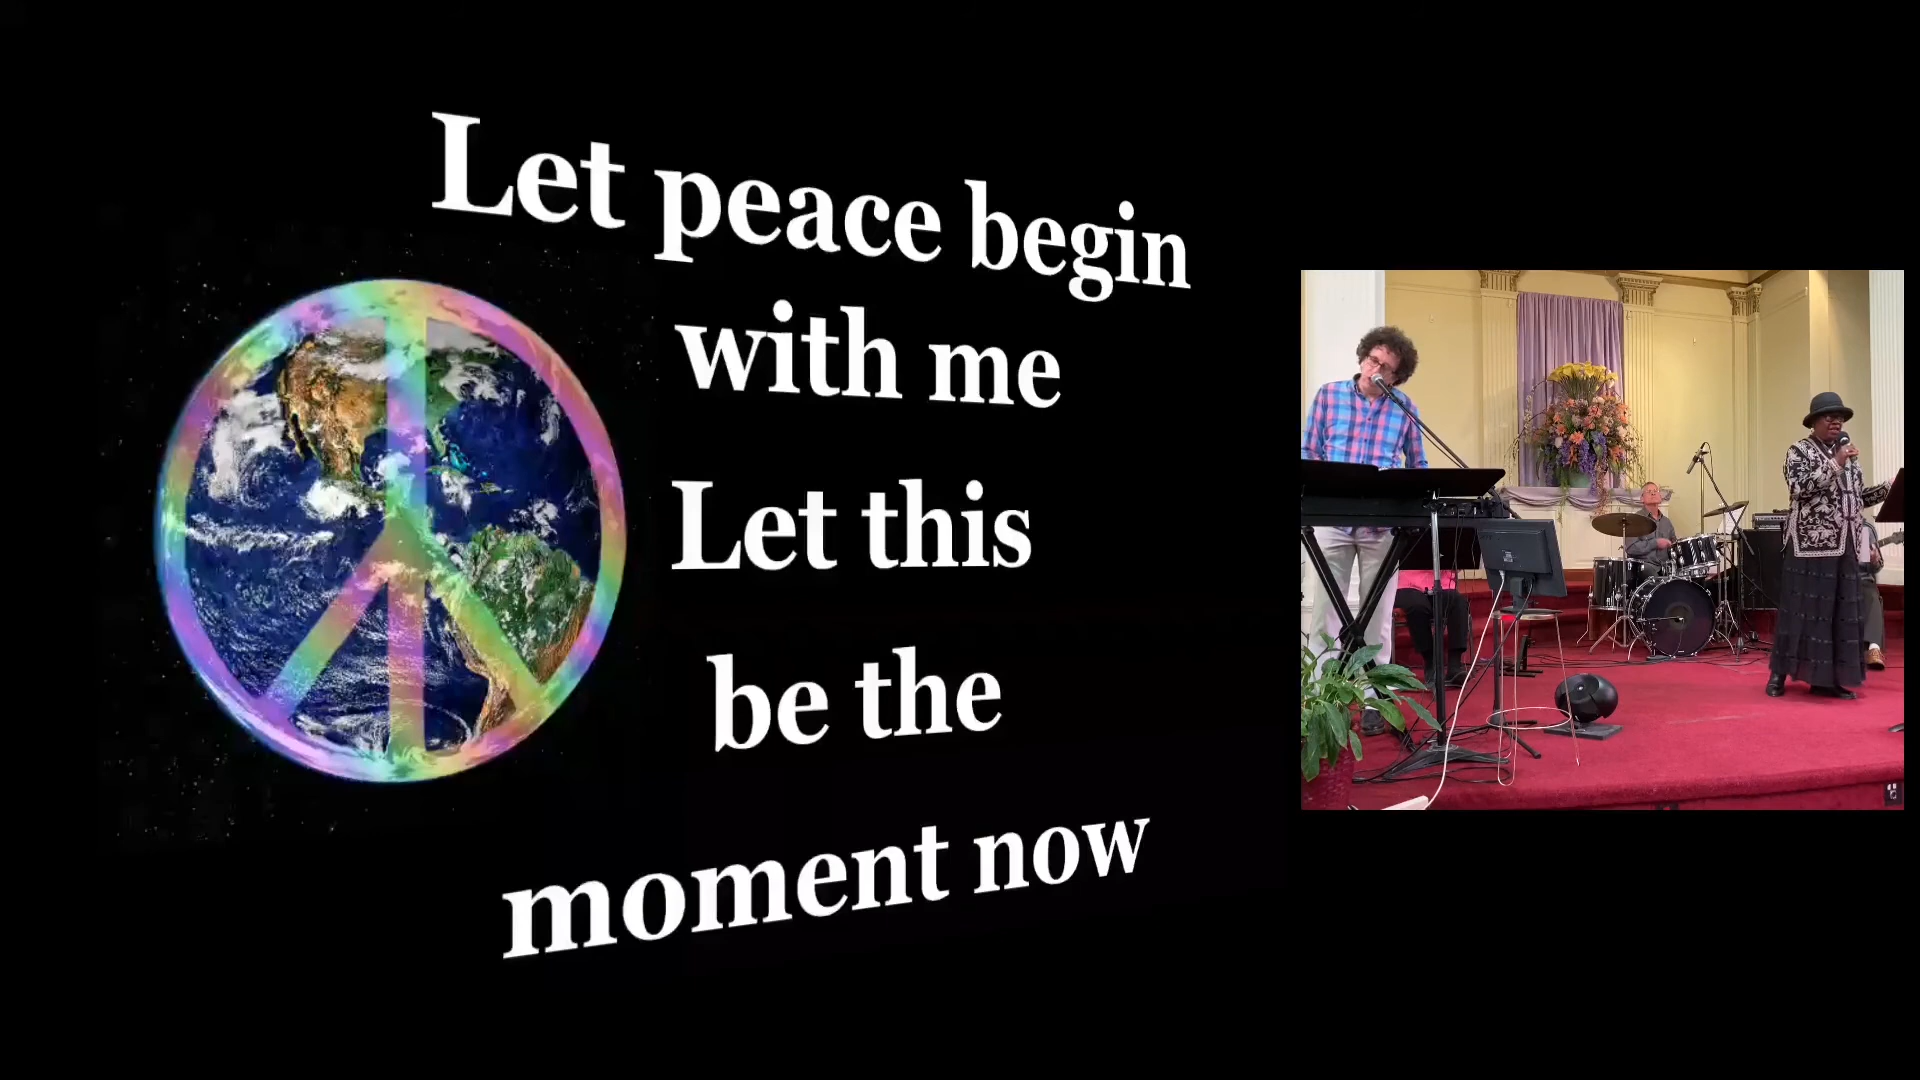 Let peace begin
with me
Let this
be the
moment now